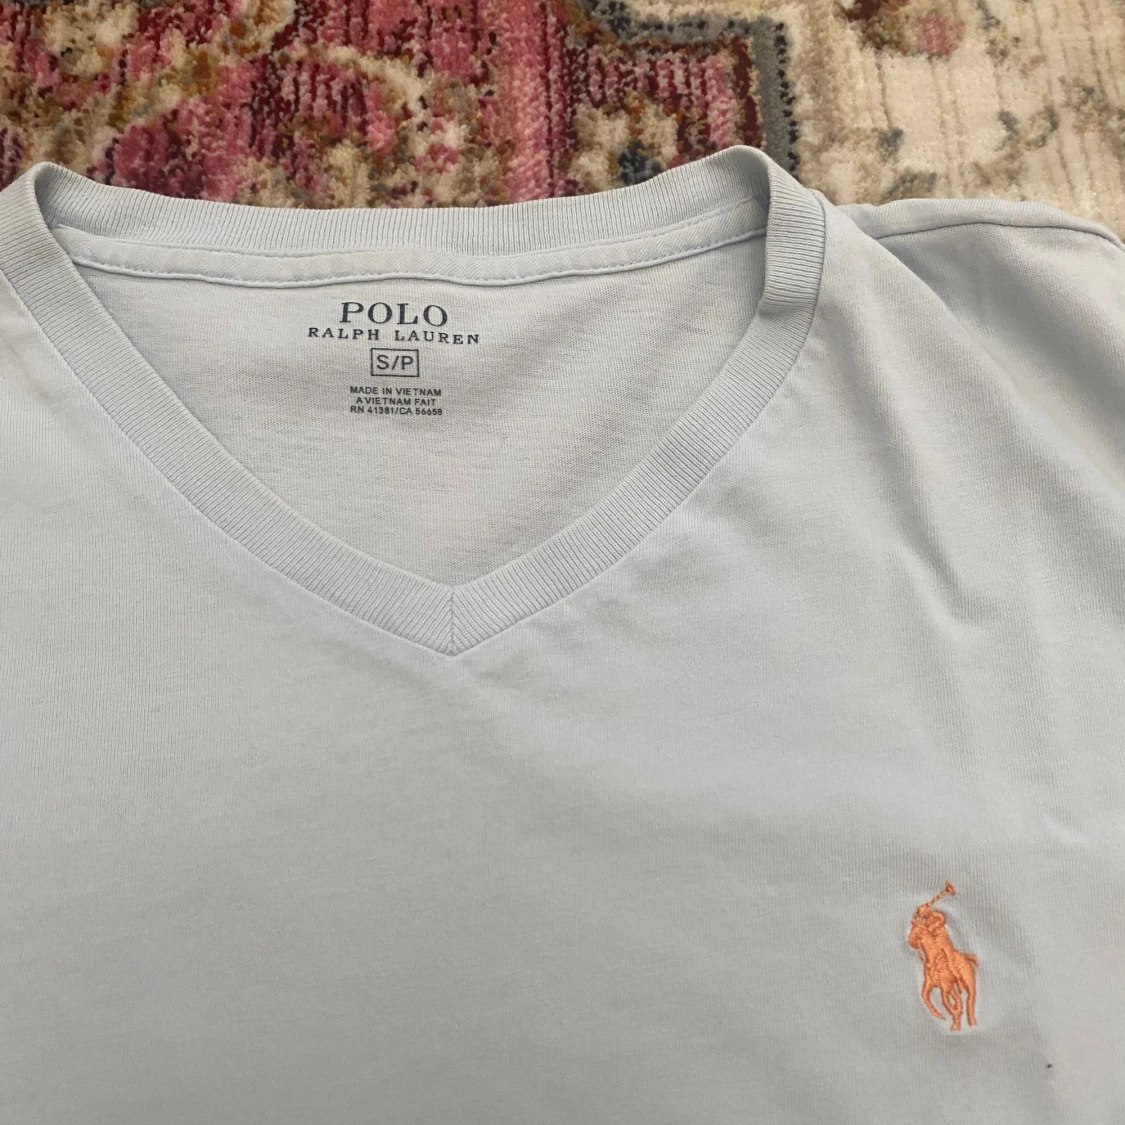 POLO
RALPH LAUREN
S/P
MADE IN VIETNAM
A VIETNAM FAIT
RN 41381/CA 56658